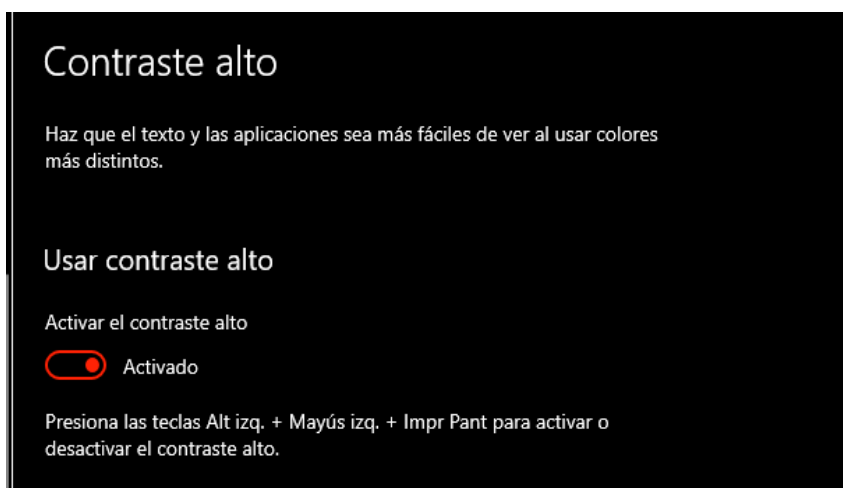 Contraste alto
Haz que el texto y las aplicaciones sea más fáciles de ver al usar colores
más distintos.
Usar contraste alto
Activar el contraste alto
Activado
Presiona las teclas Alt izq. + Mayús izq. + Impr Pant para activar o
desactivar el contraste alto.